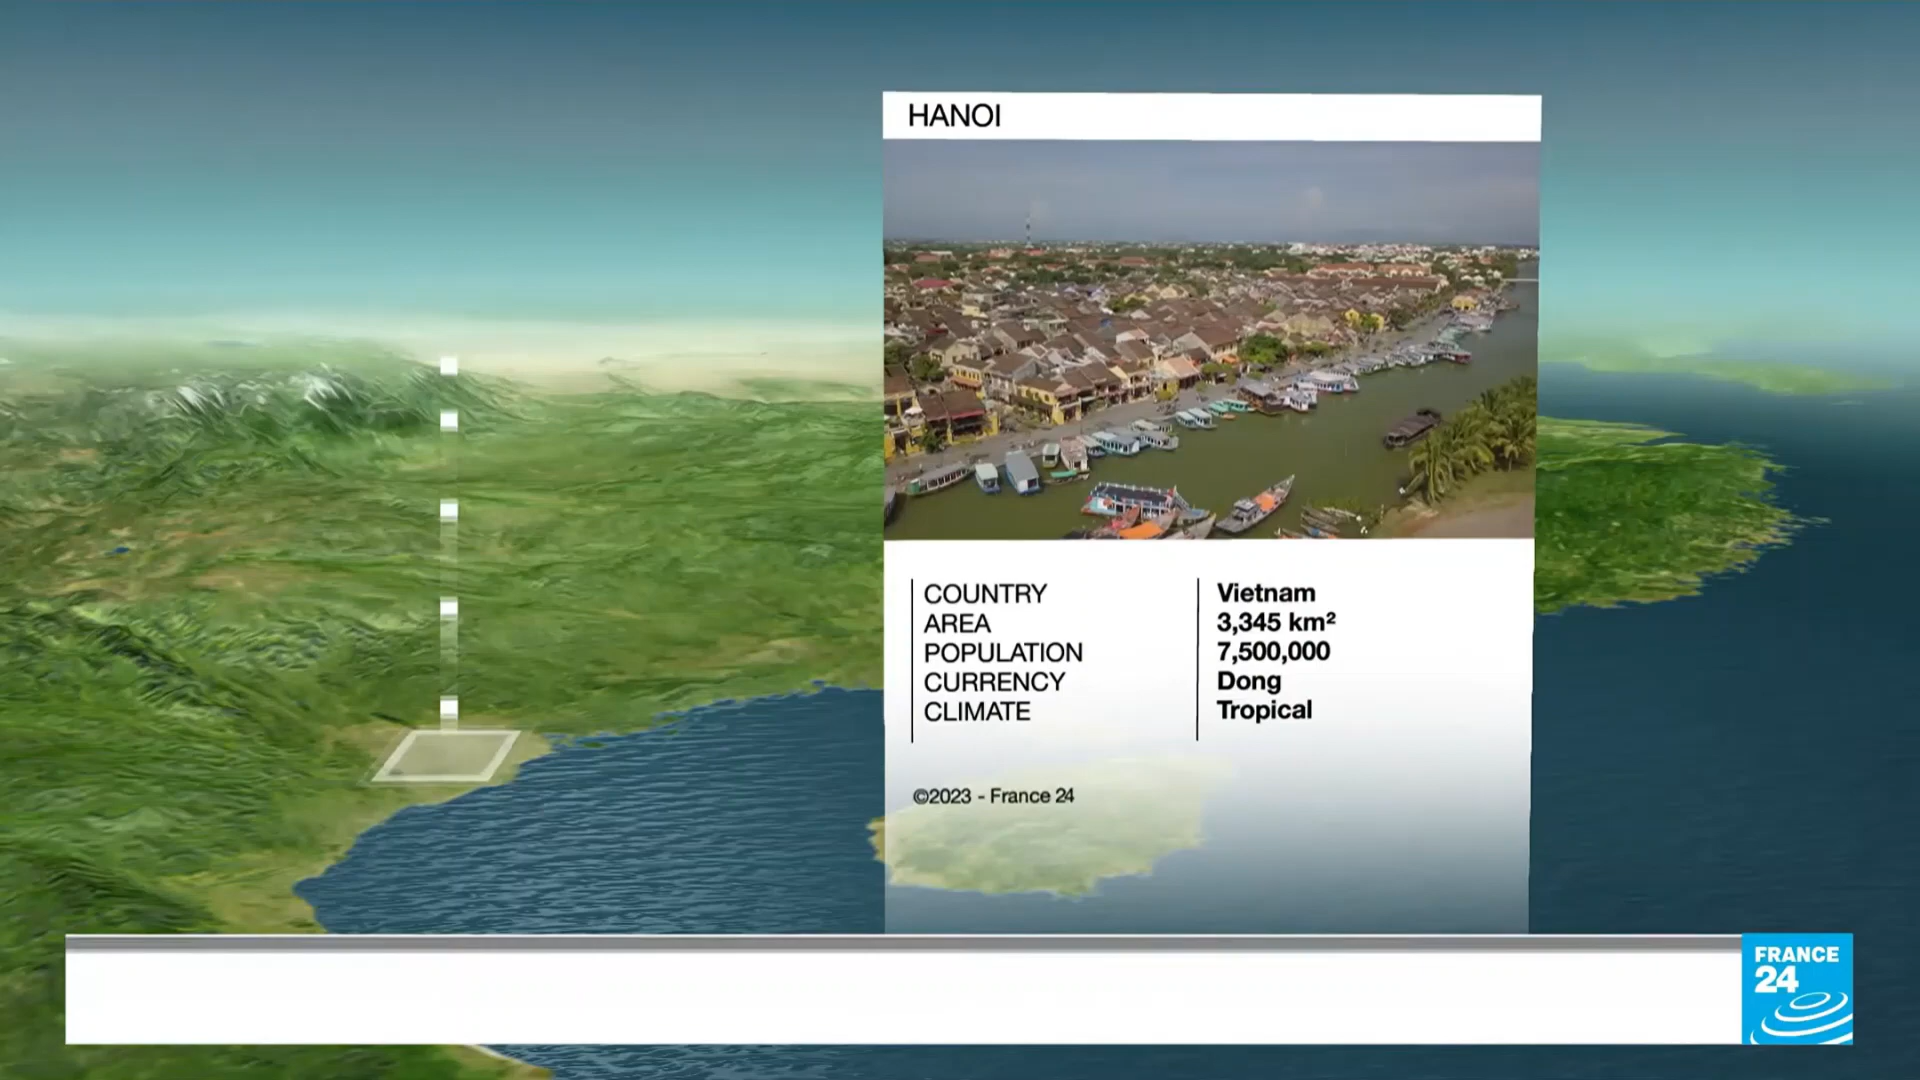 HANOI
COUNTRY Vietnam
AREA 3,345 km²
POPULATION 7,500,000
CURRENCY Dong
CLIMATE Tropical
©2023 - France 24
FRANCE
24